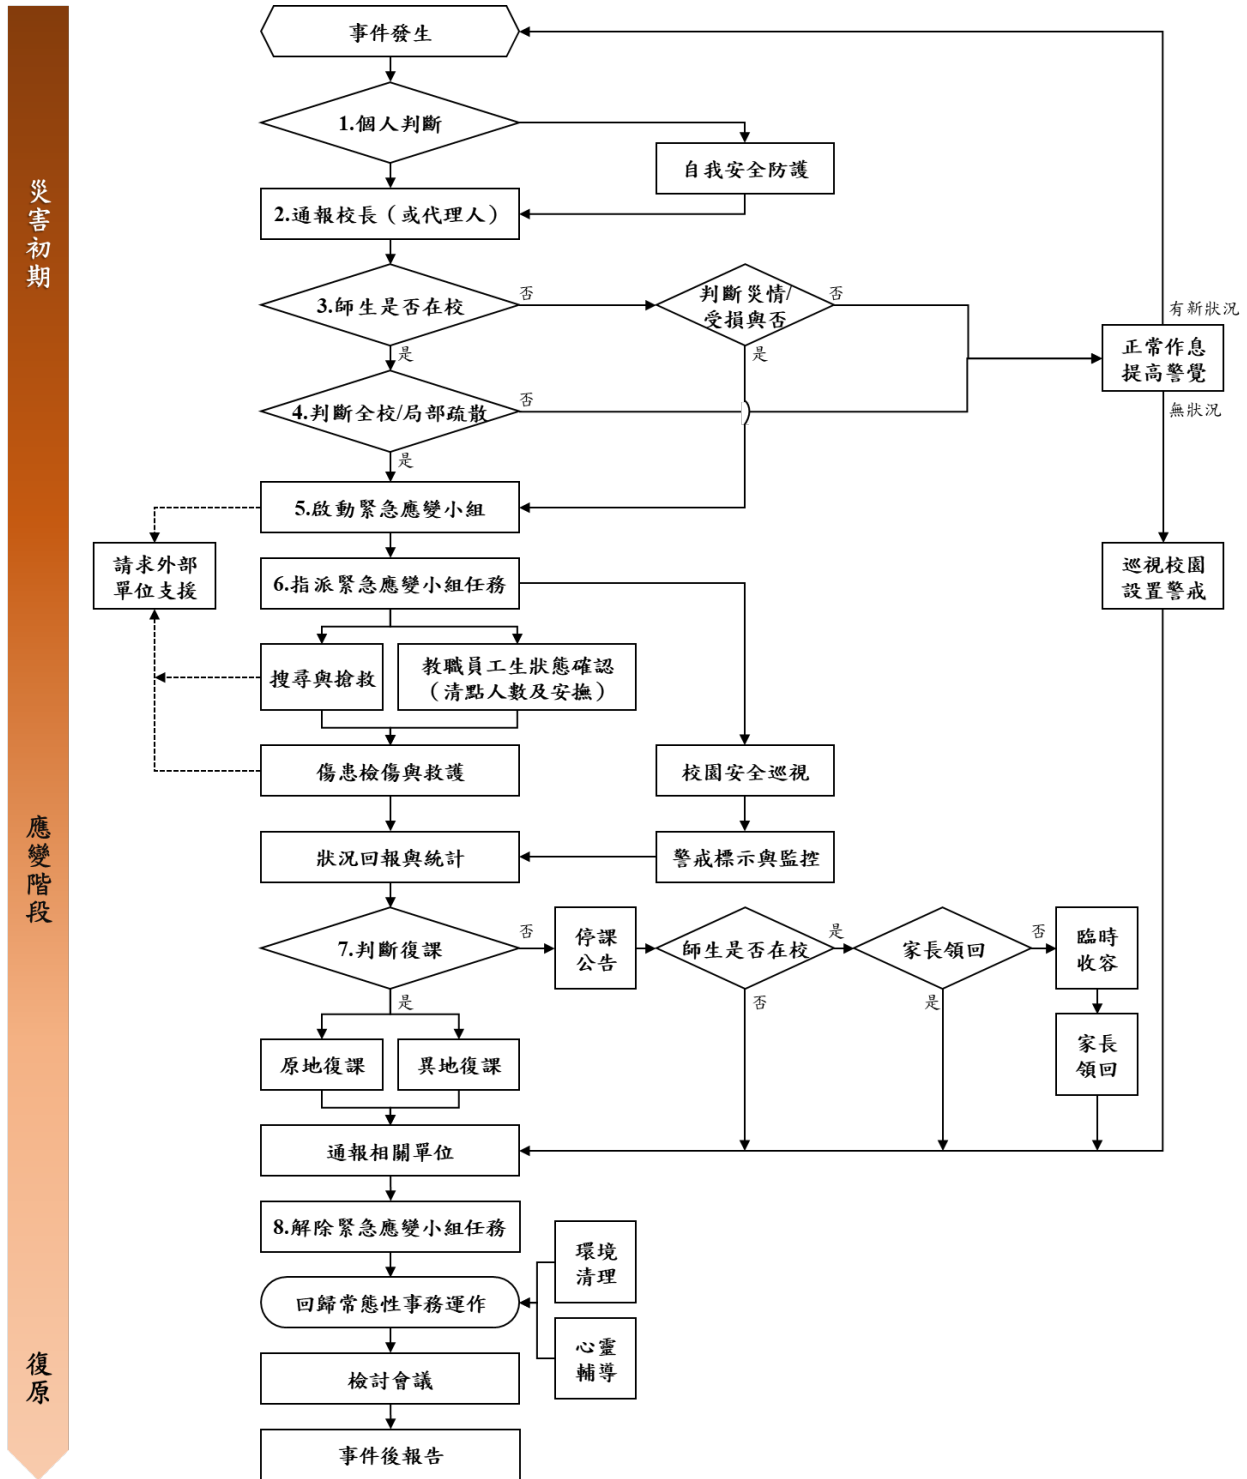 災害初期
應變階段
復原
事件發生
1.個人判斷
自我安全防護
2.通報校長（或代理人）
3.師生是否在校
否
判斷災情/
受損與否
否
是
是
有新狀況
正常作息
提高警覺
無狀況
4.判斷全校/局部疏散
否
是
5.啟動緊急應變小組
請求外部
單位支援
巡視校園
設置警戒
6.指派緊急應變小組任務
搜尋與搶救
教職員工生狀態確認
（清點人數及安撫）
傷患檢傷與救護
校園安全巡視
狀況回報與統計
警戒標示與監控
7.判斷復課
否
停課
公告
師生是否在校
是
家長領回
否
臨時
收容
是
否
是
家長
領回
原地復課
異地復課
通報相關單位
8.解除緊急應變小組任務
環境
清理
回歸常態性事務運作
心靈
輔導
檢討會議
事件後報告